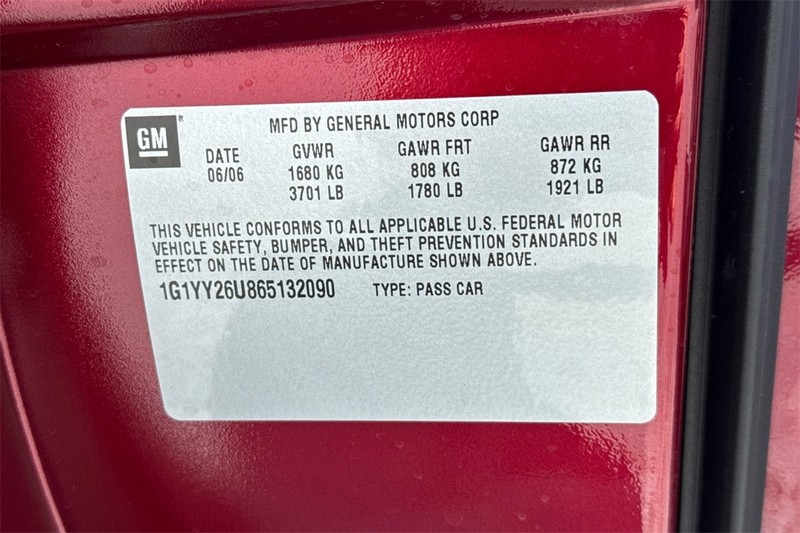 GM®
MFD BY GENERAL MOTORS CORP
DATE GVWR GAWR FRT GAWR RR
06/06 1680 KG 808 KG 872 KG
3701 LB 1780 LB 1921 LB
THIS VEHICLE CONFORMS TO ALL APPLICABLE U.S. FEDERAL MOTOR
VEHICLE SAFETY, BUMPER, AND THEFT PREVENTION STANDARDS IN
EFFECT ON THE DATE OF MANUFACTURE SHOWN ABOVE.
1G1YY26U865132090 TYPE: PASS CAR